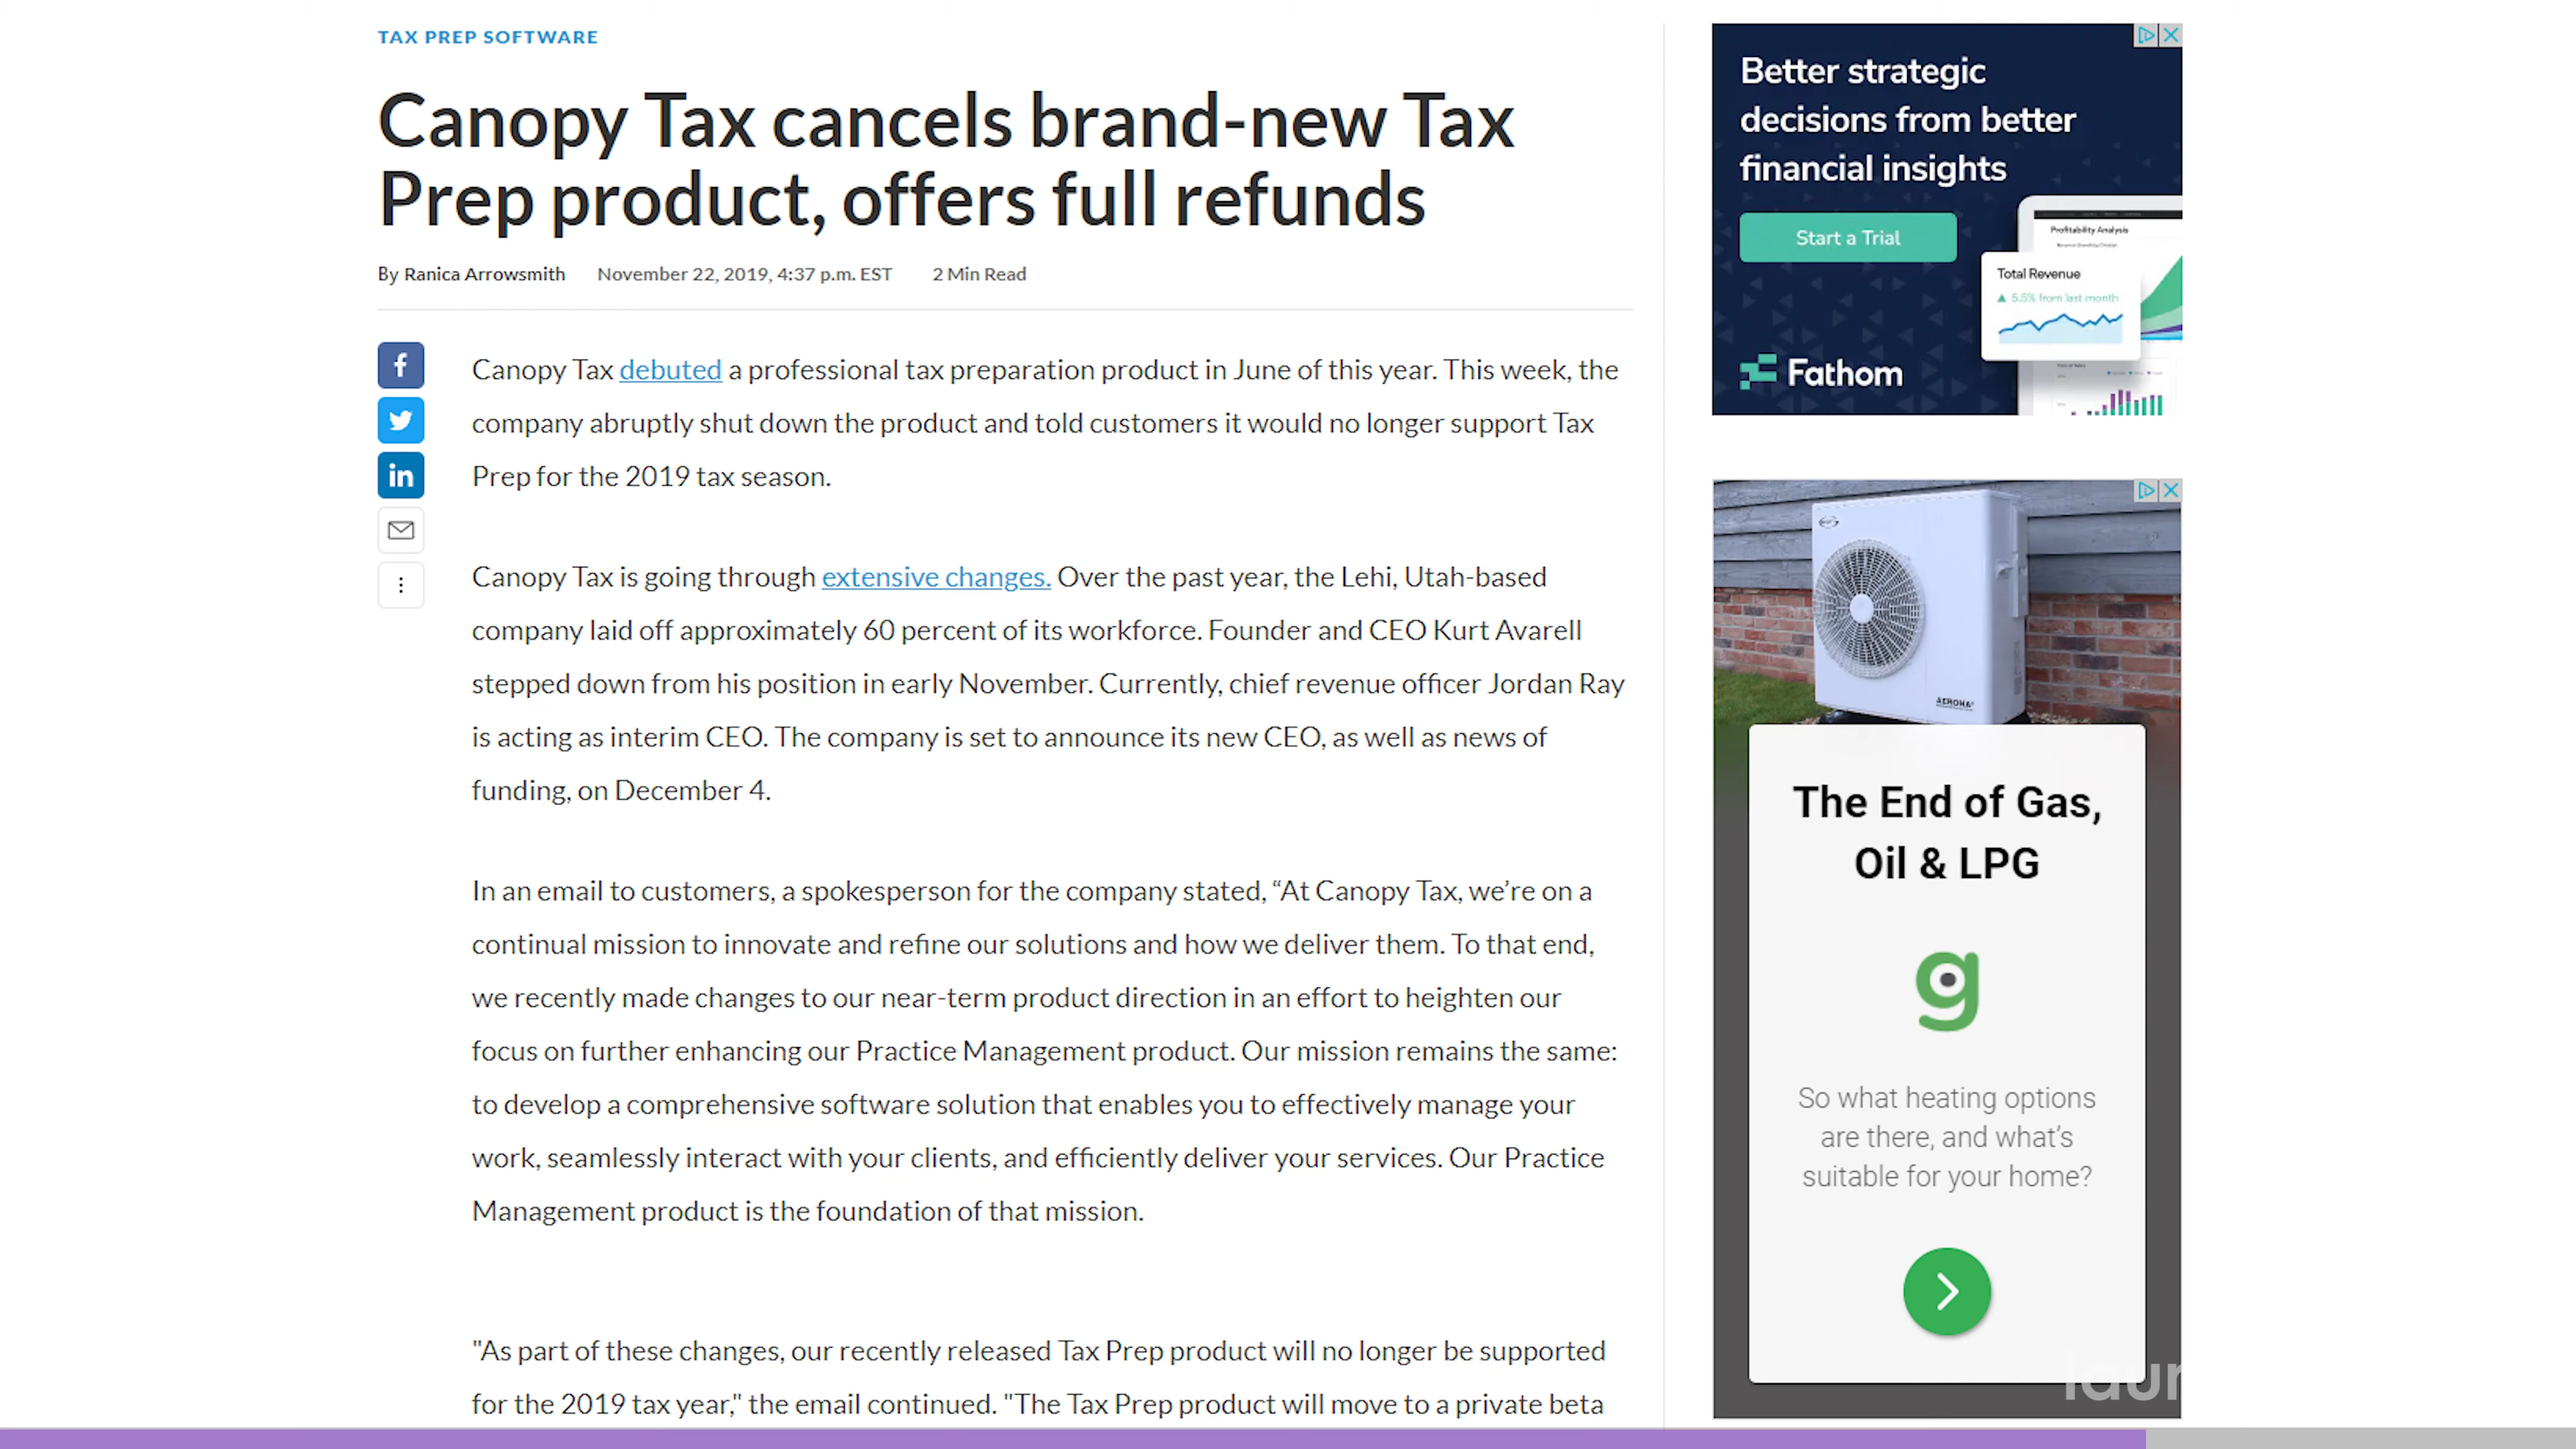 TAX PREP SOFTWARE
Canopy Tax cancels brand-new Tax
Prep product, offers full refunds
By Ranica Arrowsmith November 22, 2019, 4:37 p.m. EST 2 Min Read
Canopy Tax debuted a professional tax preparation product in June of this year. This week, the
company abruptly shut down the product and told customers it would no longer support Tax
Prep for the 2019 tax season.
Canopy Tax is going through extensive changes. Over the past year, the Lehi, Utah-based
company laid off approximately 60 percent of its workforce. Founder and CEO Kurt Avarell
stepped down from his position in early November. Currently, chief revenue officer Jordan Ray
is acting as interim CEO. The company is set to announce its new CEO, as well as news of
funding, on December 4.
In an email to customers, a spokesperson for the company stated, “At Canopy Tax, we’re on a
continual mission to innovate and refine our solutions and how we deliver them. To that end,
we recently made changes to our near-term product direction in an effort to heighten our
focus on further enhancing our Practice Management product. Our mission remains the same:
to develop a comprehensive software solution that enables you to effectively manage your
work, seamlessly interact with your clients, and efficiently deliver your services. Our Practice
Management product is the foundation of that mission.
"As part of these changes, our recently released Tax Prep product will no longer be supported
for the 2019 tax year," the email continued. "The Tax Prep product will move to a private beta
Better strategic
decisions from better
financial insights
Start a Trial
Profitability Analysis
Total Revenue
5.5% from last month
Fathom
AERONA³
The End of Gas,
Oil & LPG
g
So what heating options
are there, and what’s
suitable for your home?